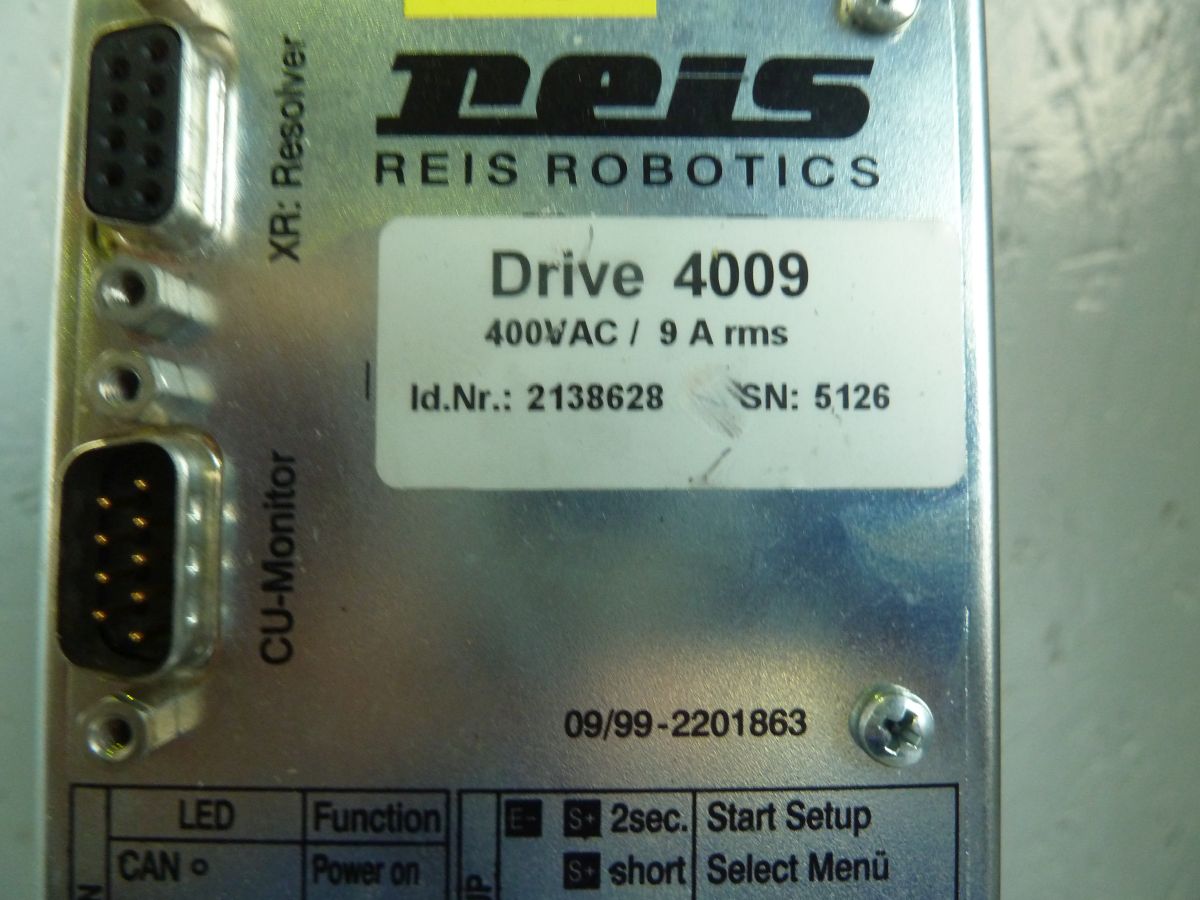 reis
REIS ROBOTICS
XR: Resolver
Drive 4009
400VAC / 9 A rms
Id.Nr.: 2138628 SN: 5126
CU-Monitor
09/99-2201863
LED Function
CAN Power on
E- S+ 2sec. Start Setup
S+ short Select Menü